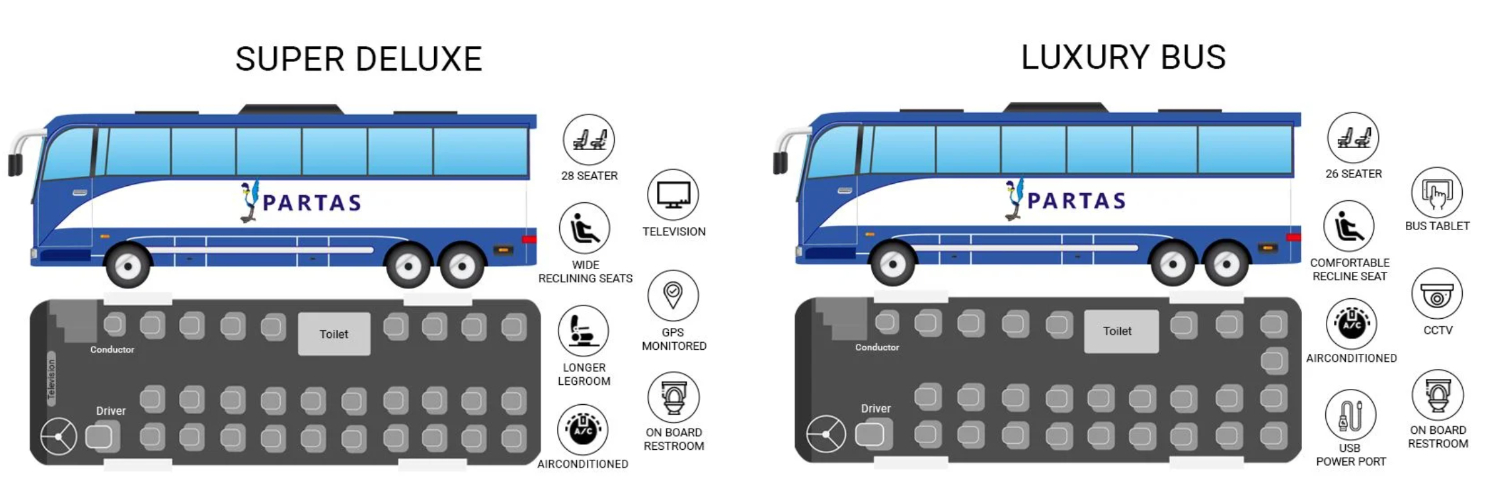 SUPER DELUXE
PARTAS
28 SEATER
TELEVISION
WIDE
RECLINING SEATS
GPS
MONITORED
LONGER
LEGROOM
ON BOARD
RESTROOM
A/C
AIRCONDITIONED
Toilet
Conductor
Television
Driver
LUXURY BUS
PARTAS
26 SEATER
BUS TABLET
COMFORTABLE
RECLINE SEAT
CCTV
A/C
AIRCONDITIONED
ON BOARD
RESTROOM
USB
POWER PORT
Toilet
Conductor
Driver